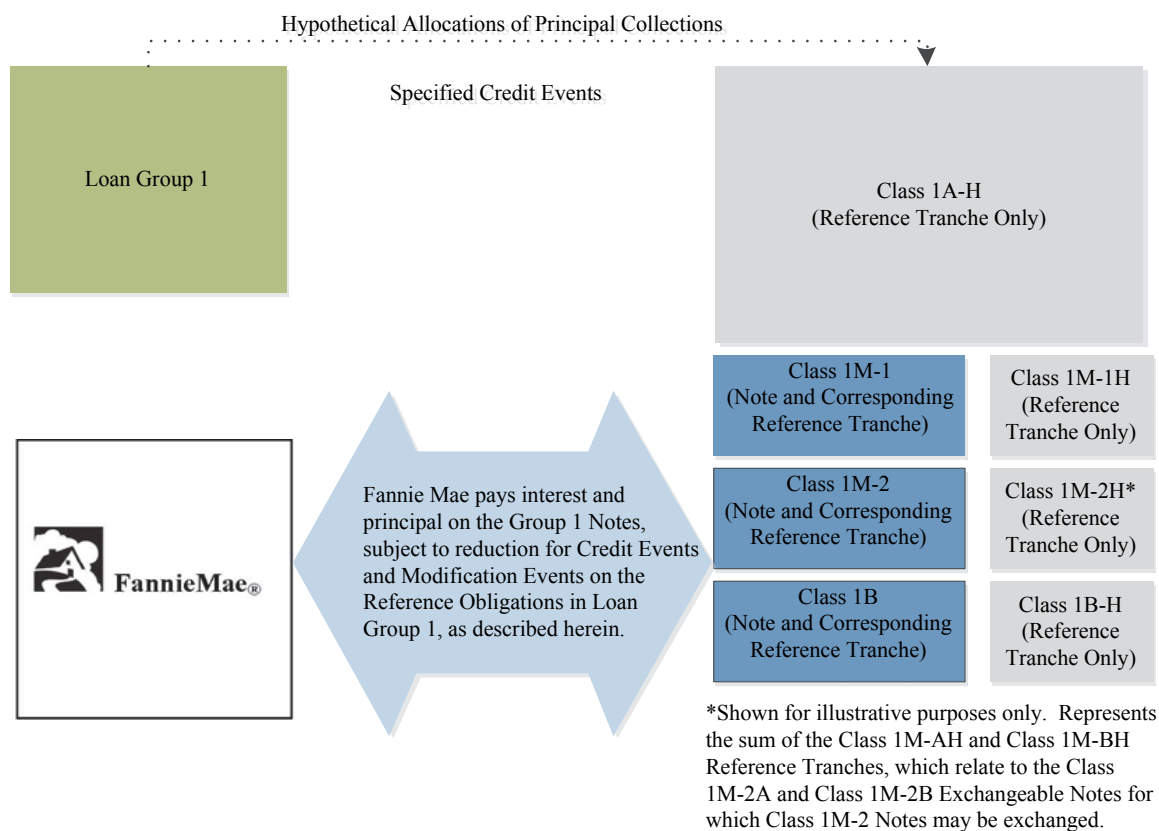 Hypothetical Allocations of Principal Collections
Specified Credit Events
Loan Group 1
Class 1A-H
(Reference Tranche Only)
Class 1M-1
(Note and Corresponding
Reference Tranche)
Class 1M-1H
(Reference
Tranche Only)
Class 1M-2
(Note and Corresponding
Reference Tranche)
Class 1M-2H*
(Reference
Tranche Only)
Class 1B
(Note and Corresponding
Reference Tranche)
Class 1B-H
(Reference
Tranche Only)
FannieMae®
Fannie Mae pays interest and
principal on the Group 1 Notes,
subject to reduction for Credit Events
and Modification Events on the
Reference Obligations in Loan
Group 1, as described herein.
*Shown for illustrative purposes only.  Represents
the sum of the Class 1M-AH and Class 1M-BH
Reference Tranches, which relate to the Class
1M-2A and Class 1M-2B Exchangeable Notes for
which Class 1M-2 Notes may be exchanged.